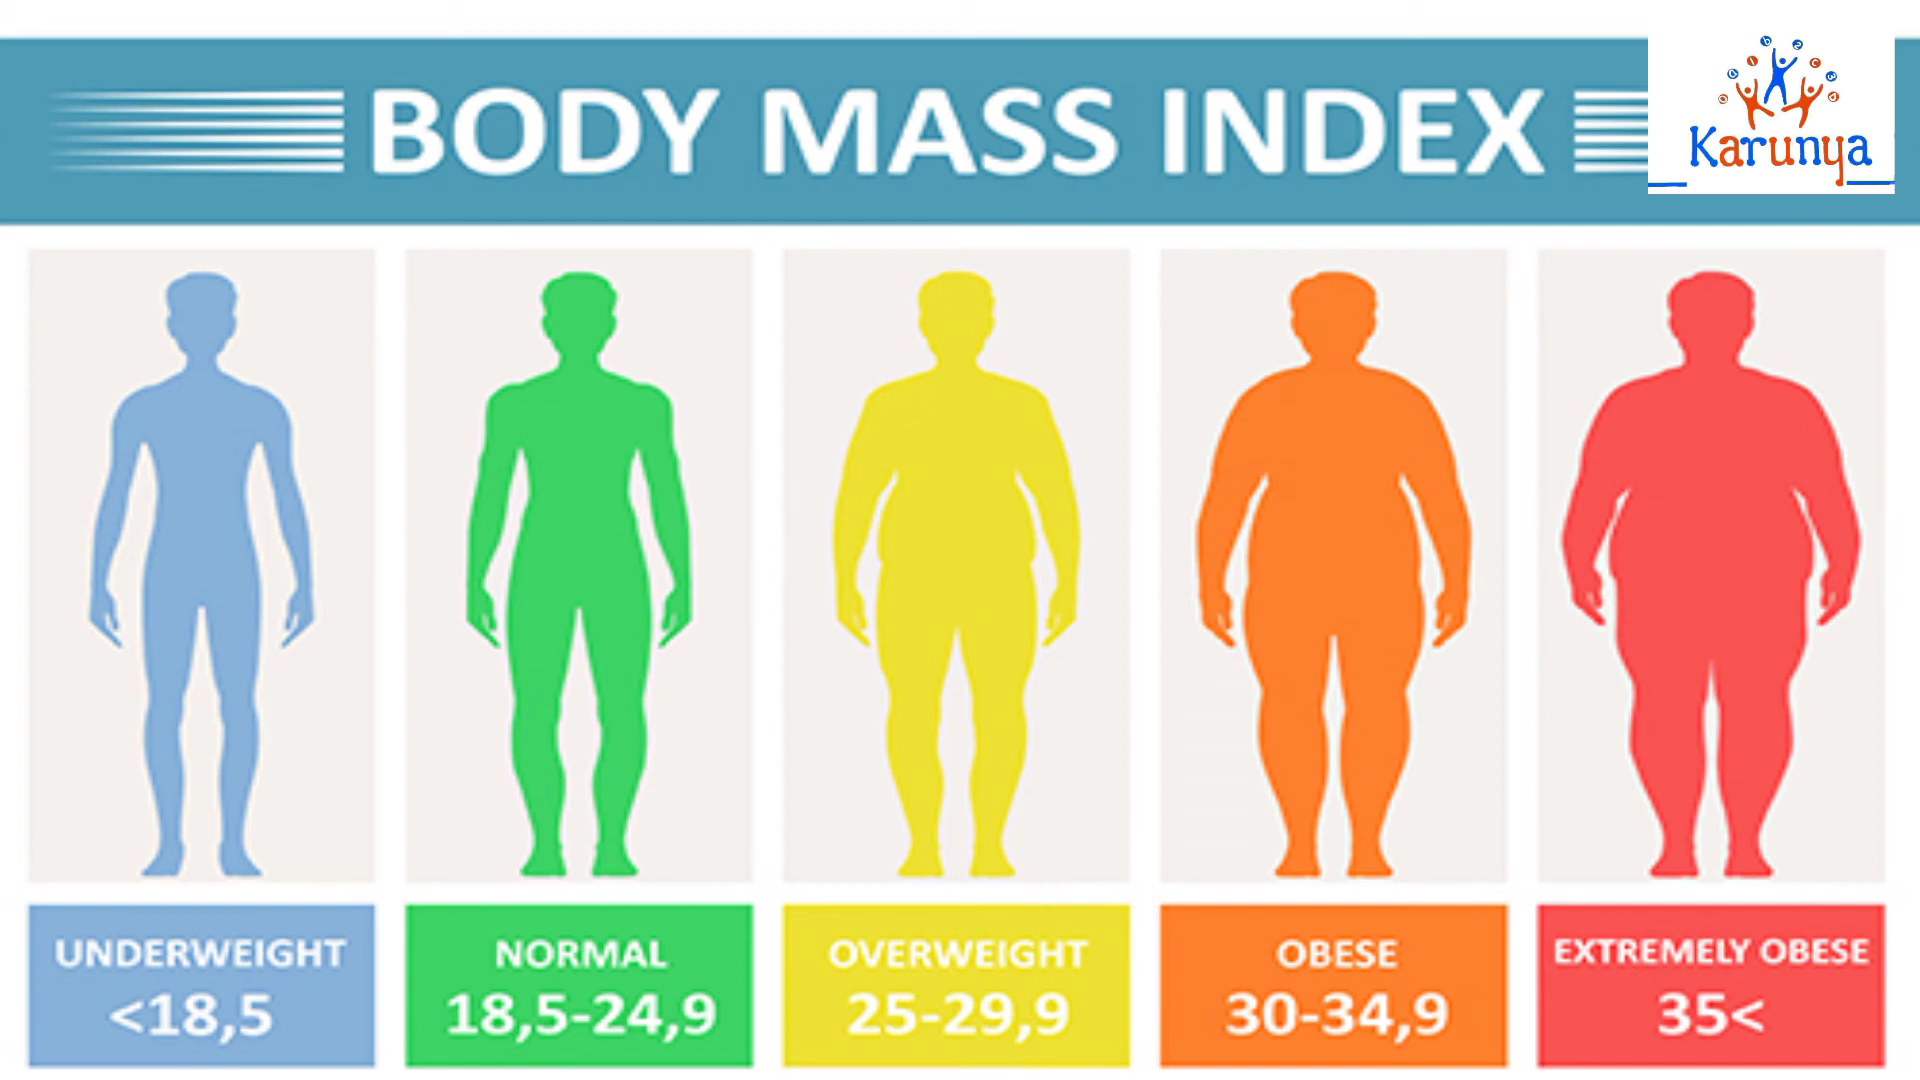 BODY MASS INDEX
Karunya
UNDERWEIGHT
<18,5
NORMAL
18,5-24,9
OVERWEIGHT
25-29,9
OBESE
30-34,9
EXTREMELY OBESE
35<